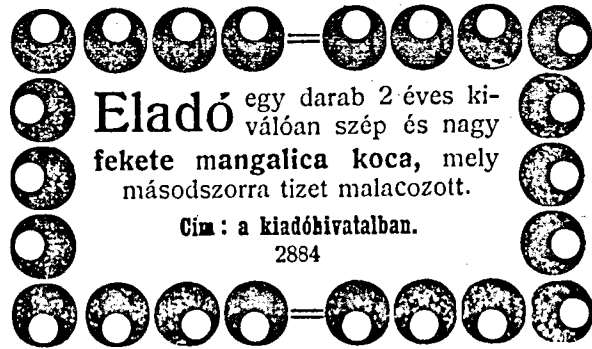 Eladó egy darab 2 éves ki-
válóan szép és nagy
fekete mangalica koca, mely
másodszorra tizet malacozott.
Cim : a kiadóhivatalban.
2884